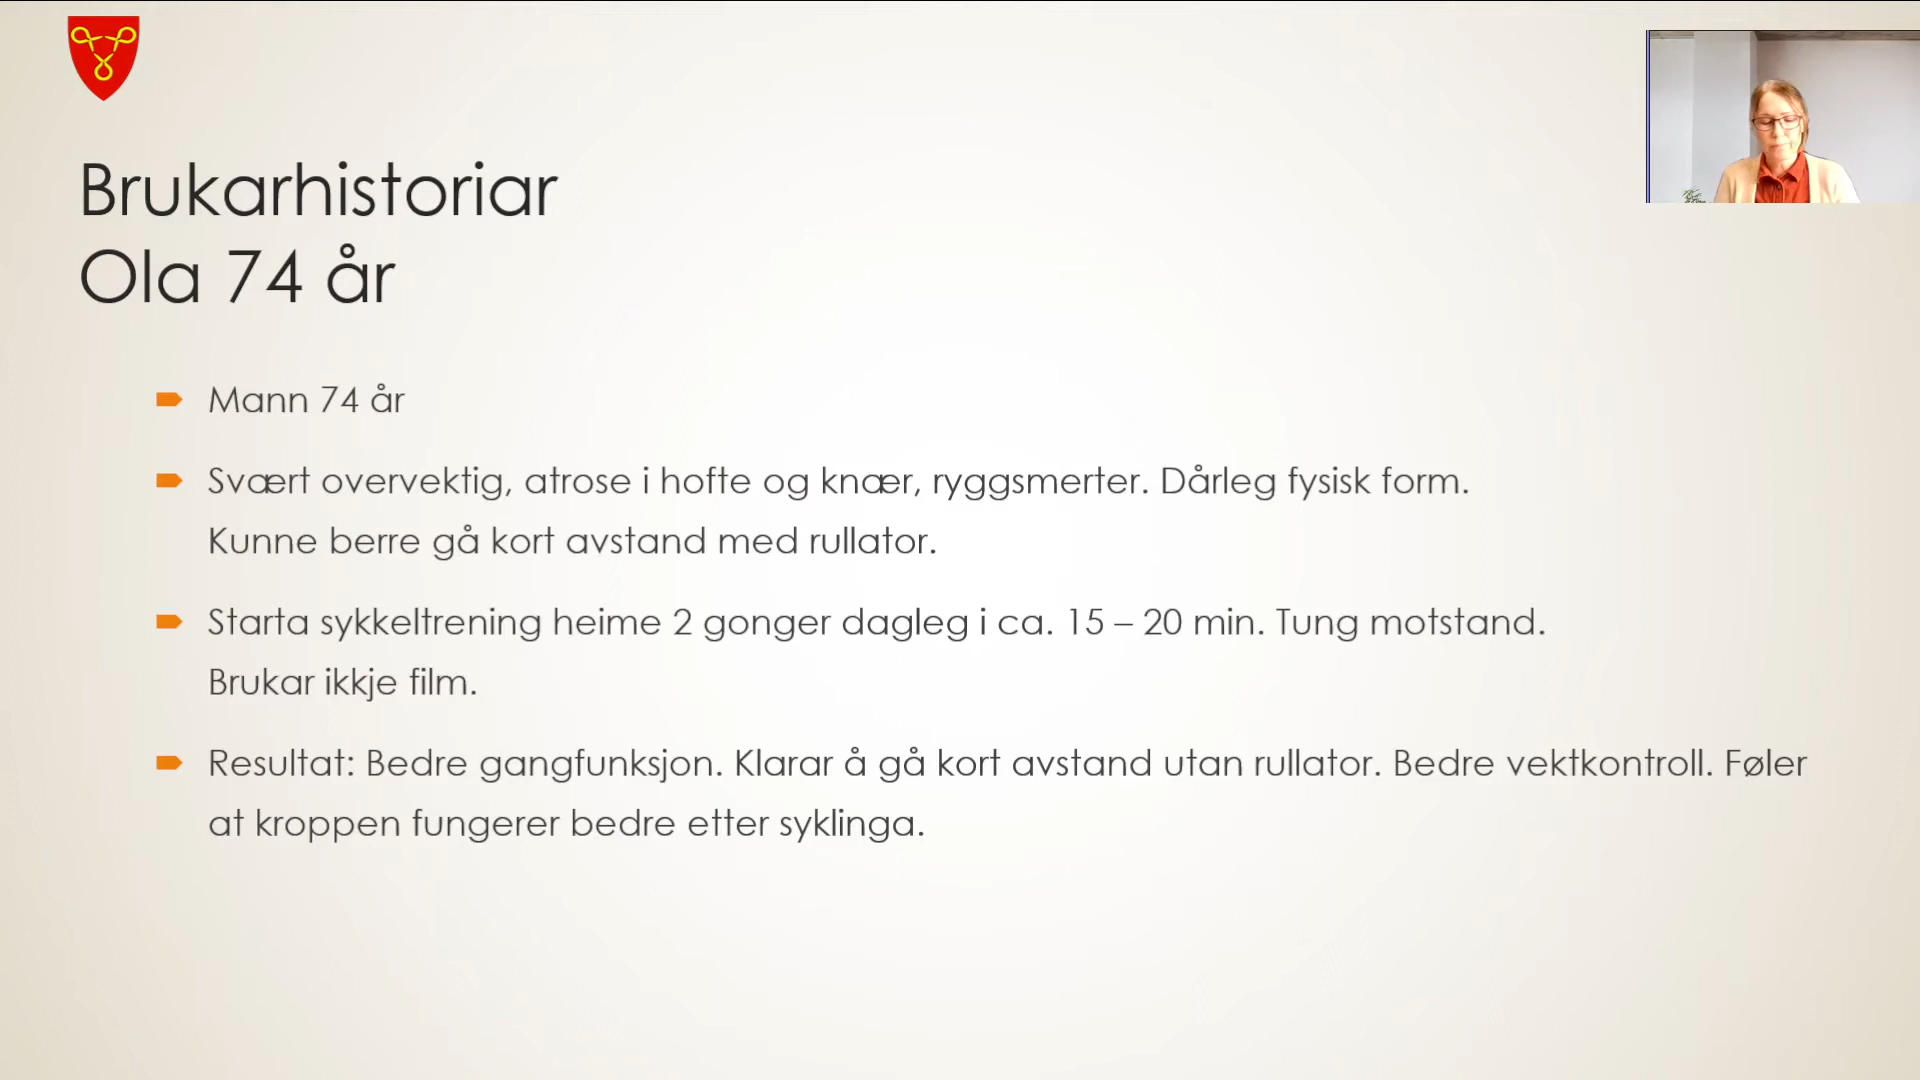 Brukarhistoriar
Ola 74 år
Mann 74 år
Svært overvektig, atrose i hofte og knær, ryggsmerter. Dårleg fysisk form.
Kunne berre gå kort avstand med rullator.
Starta sykkeltrening heime 2 gonger dagleg i ca. 15 – 20 min. Tung motstand.
Brukar ikkje film.
Resultat: Bedre gangfunksjon. Klarar å gå kort avstand utan rullator. Bedre vektkontroll. Føler
at kroppen fungerer bedre etter syklinga.